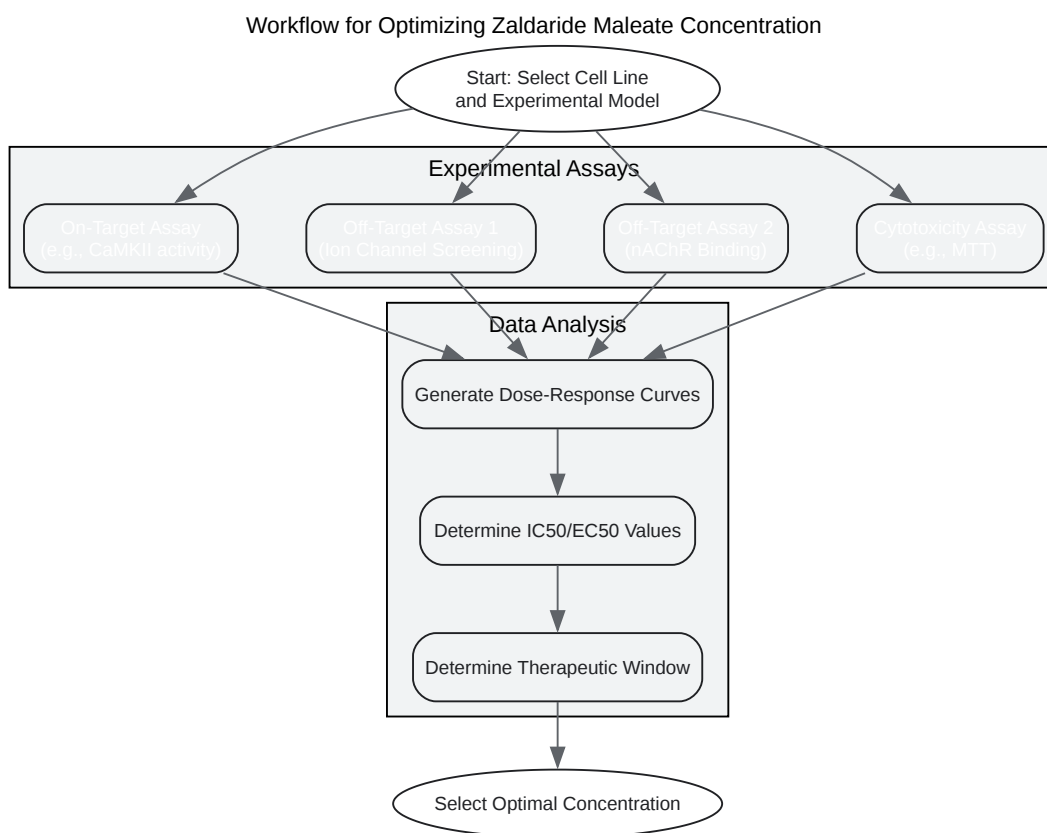 Workflow for Optimizing Zaldaride Maleate Concentration
Start: Select Cell Line
and Experimental Model
Experimental Assays
On-Target Assay
(e.g., CaMKII activity)
Off-Target Assay 1
(Ion Channel Screening)
Off-Target Assay 2
(nAChR Binding)
Cytotoxicity Assay
(e.g., MTT)
Data Analysis
Generate Dose-Response Curves
Determine IC50/EC50 Values
Determine Therapeutic Window
Select Optimal Concentration